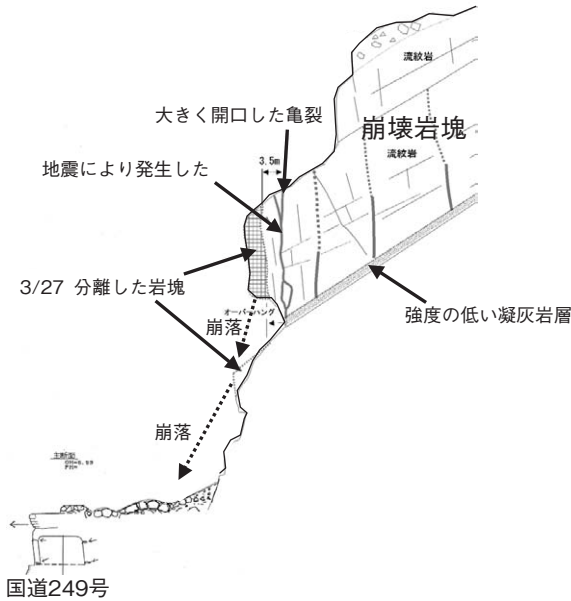 流紋岩
大きく開口した亀裂
崩壊岩塊
3.5m
流紋岩
地震により発生した
3/27 分離した岩塊
オーバーハング
強度の低い凝灰岩層
崩落
崩落
主断面
国道249号